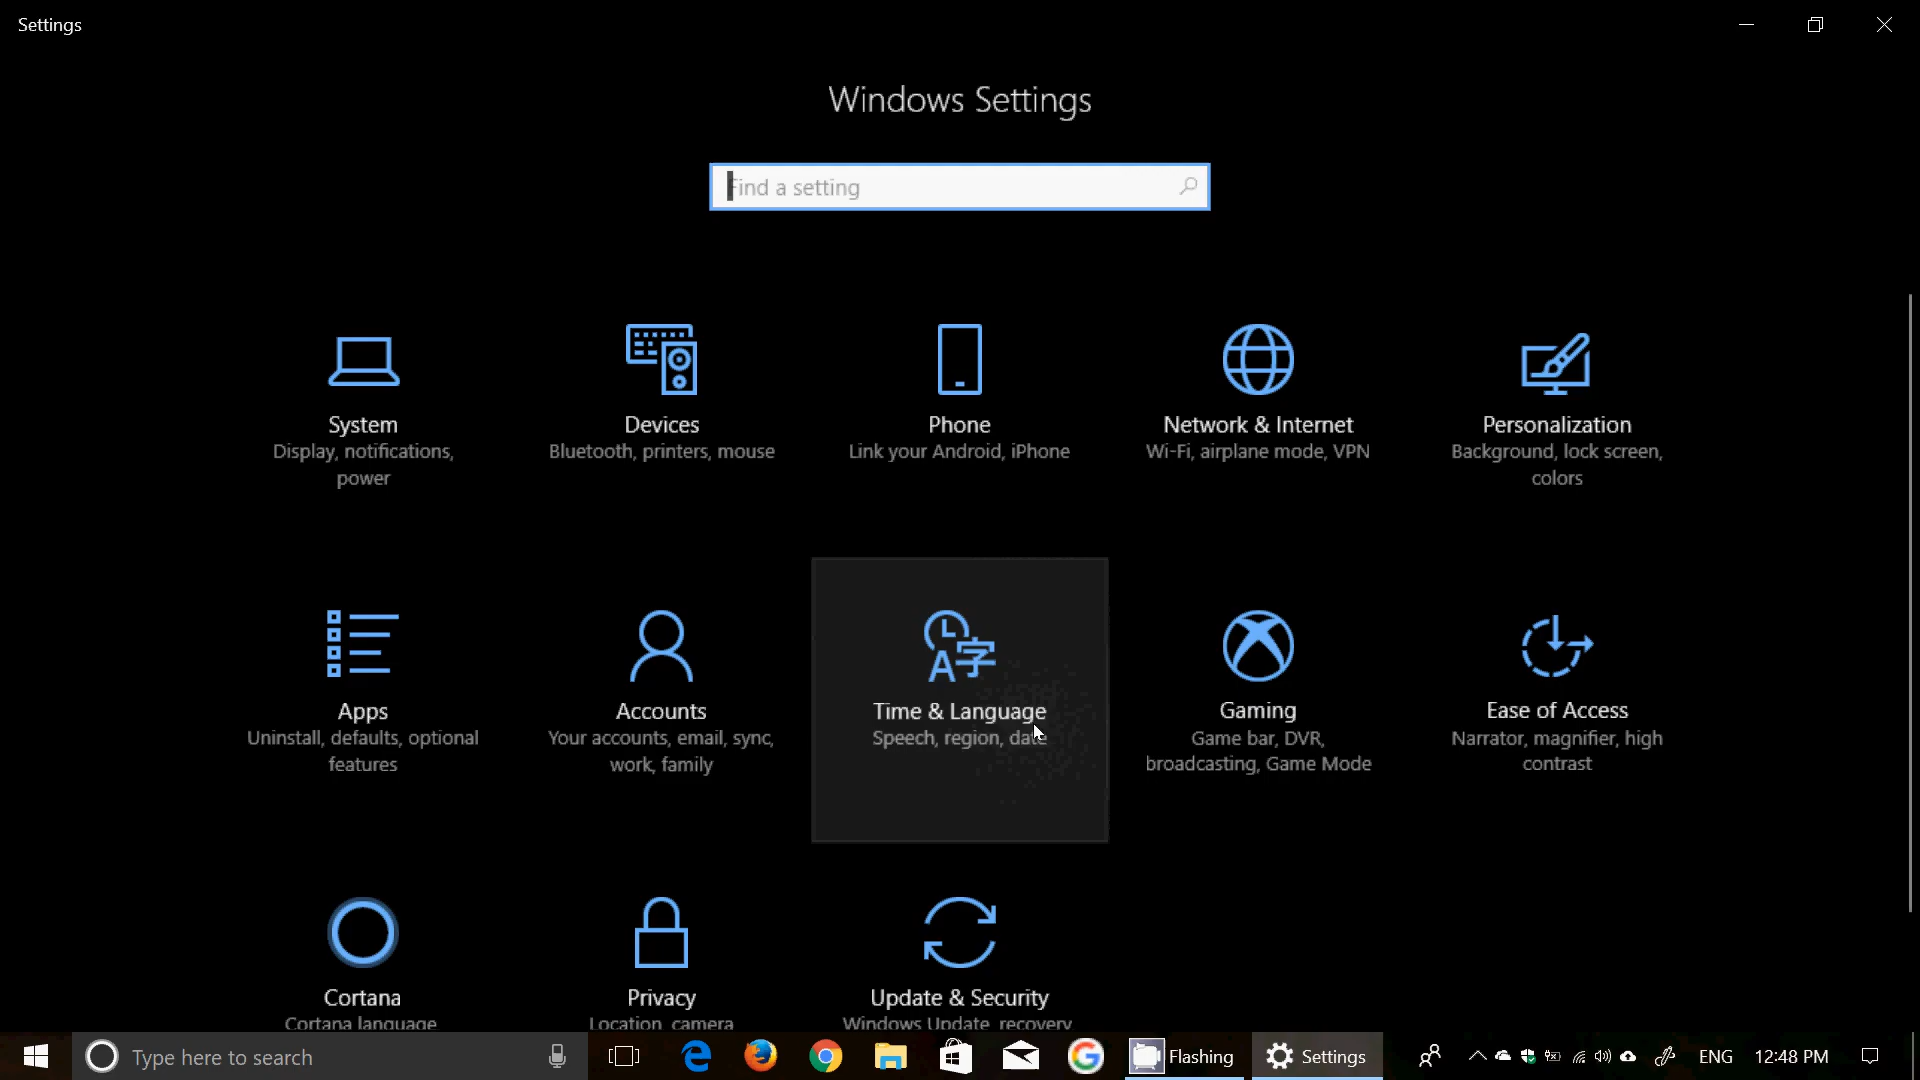 Settings
Windows Settings
Find a setting
System
Display, notifications,
power
Devices
Bluetooth, printers, mouse
Phone
Link your Android, iPhone
Network & Internet
Wi-Fi, airplane mode, VPN
Personalization
Background, lock screen,
colors
Apps
Uninstall, defaults, optional
features
Accounts
Your accounts, email, sync,
work, family
Time & Language
Speech, region, date
Gaming
Game bar, DVR,
broadcasting, Game Mode
Ease of Access
Narrator, magnifier, high
contrast
Cortana
Cortana language
Privacy
Location, camera
Update & Security
Windows Update, recovery
Type here to search
Flashing
Settings
ENG
12:48 PM